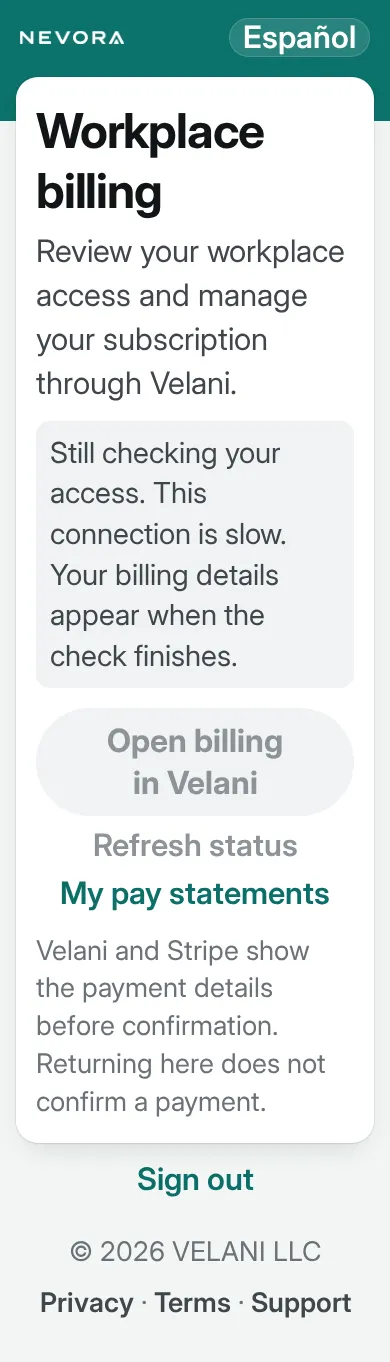 NEVORA
Español
Workplace
billing
Review your workplace
access and manage
your subscription
through Velani.
Still checking your
access. This
connection is slow.
Your billing details
appear when the
check finishes.
Open billing
in Velani
Refresh status
My pay statements
Velani and Stripe show
the payment details
before confirmation.
Returning here does not
confirm a payment.
Sign out
© 2026 VELANI LLC
Privacy · Terms · Support